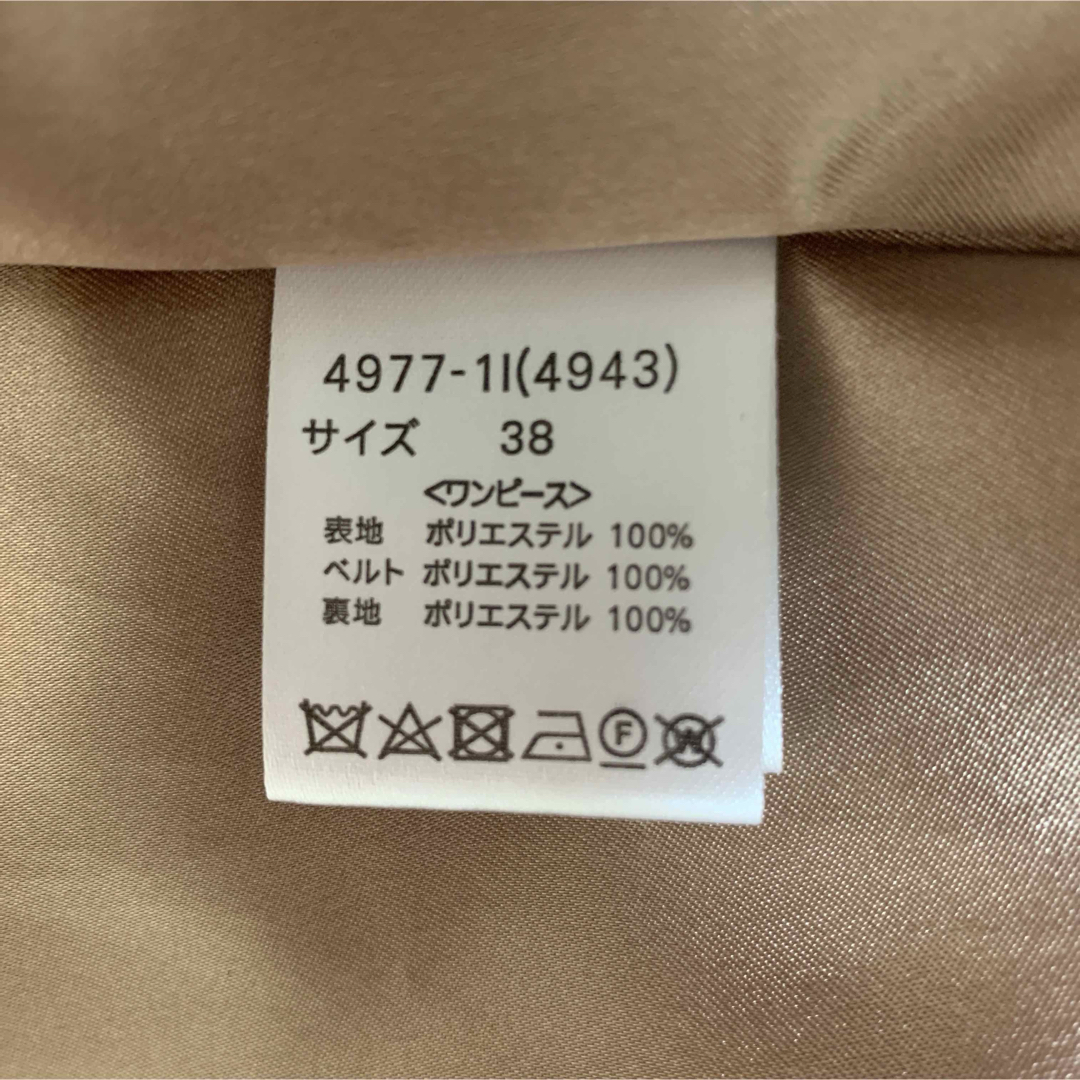 4977-1I(4943)
サイズ 38
<ワンピース>
表地 ポリエステル 100%
ベルト ポリエステル 100%
裏地 ポリエステル 100%
F W